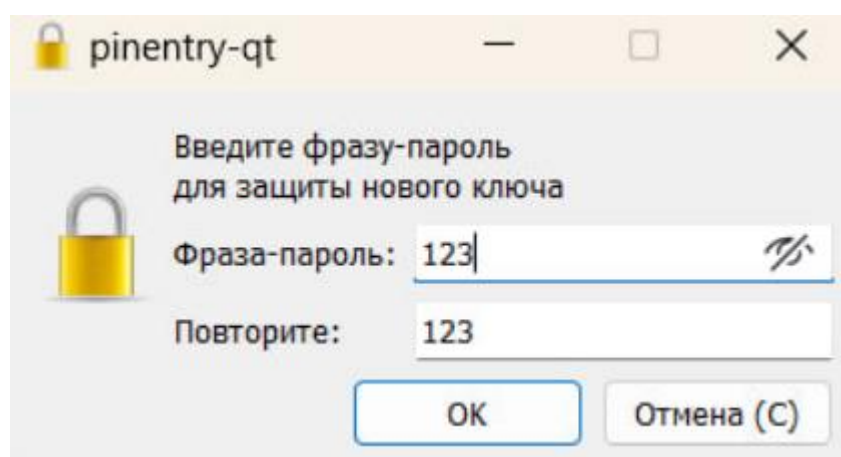 pinentry-qt
Введите фразу-пароль
для защиты нового ключа
Фраза-пароль: 123
Повторите: 123
OK Отмена (C)